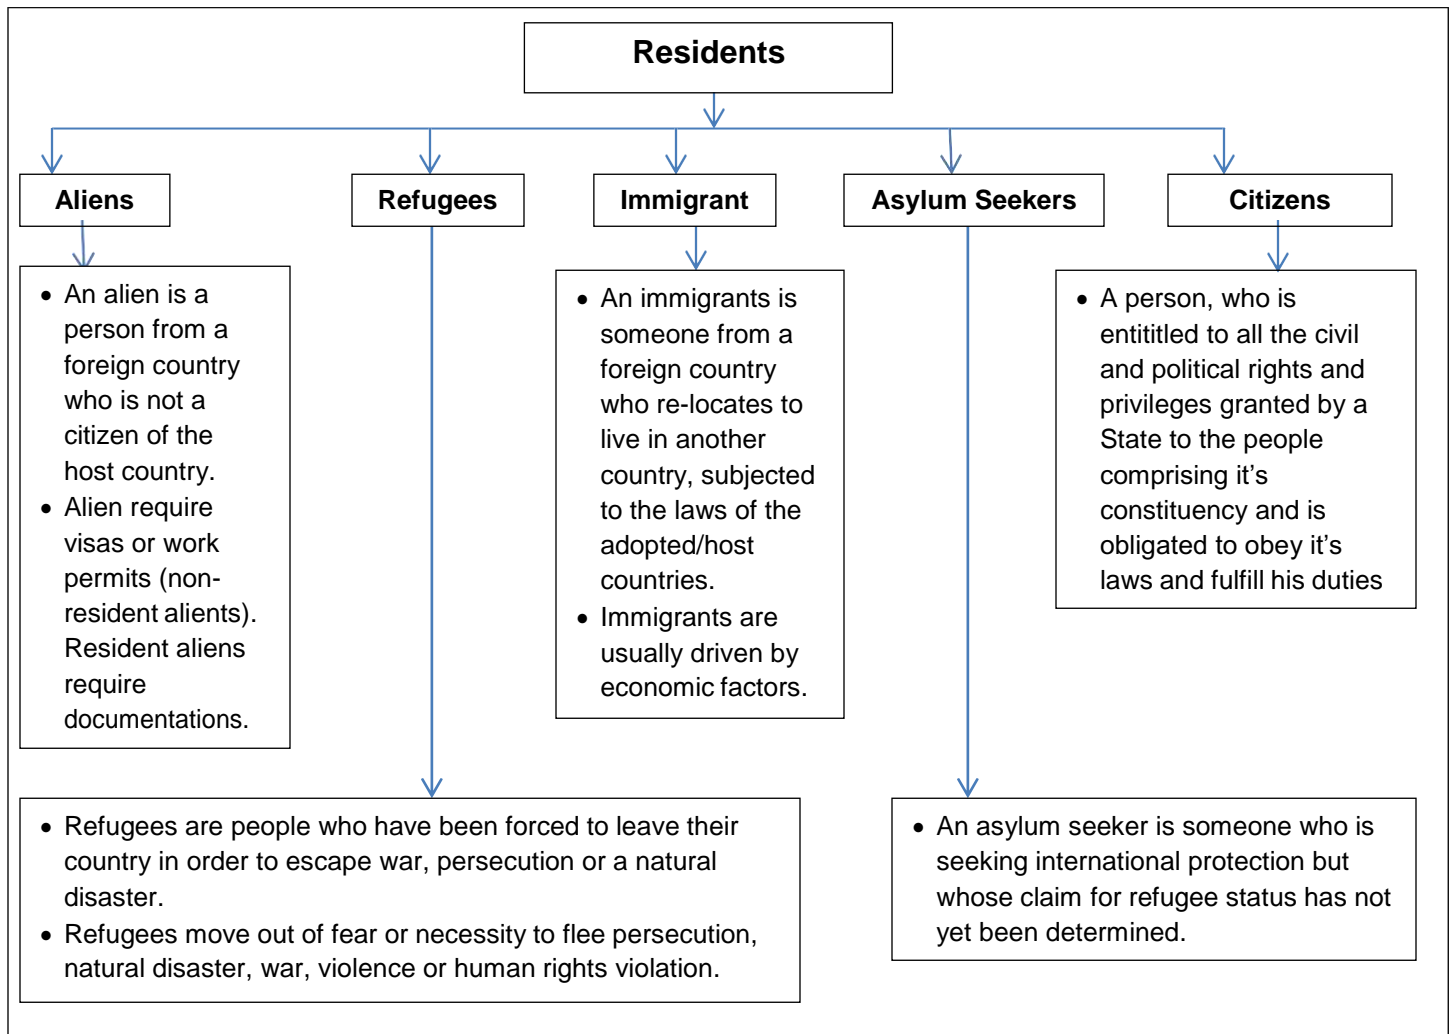 Residents
Aliens
Refugees
Immigrant
Asylum Seekers
Citizens
• An alien is a
person from a
foreign country
who is not a
citizen of the
host country.
• Alien require
visas or work
permits (non-
resident alients).
Resident aliens
require
documentations.
• An immigrants is
someone from a
foreign country
who re-locates to
live in another
country, subjected
to the laws of the
adopted/host
countries.
• Immigrants are
usually driven by
economic factors.
• A person, who is
entititled to all the civil
and political rights and
privileges granted by a
State to the people
comprising it’s
constituency and is
obligated to obey it’s
laws and fulfill his duties
• Refugees are people who have been forced to leave their
country in order to escape war, persecution or a natural
disaster.
• Refugees move out of fear or necessity to flee persecution,
natural disaster, war, violence or human rights violation.
• An asylum seeker is someone who is
seeking international protection but
whose claim for refugee status has not
yet been determined.